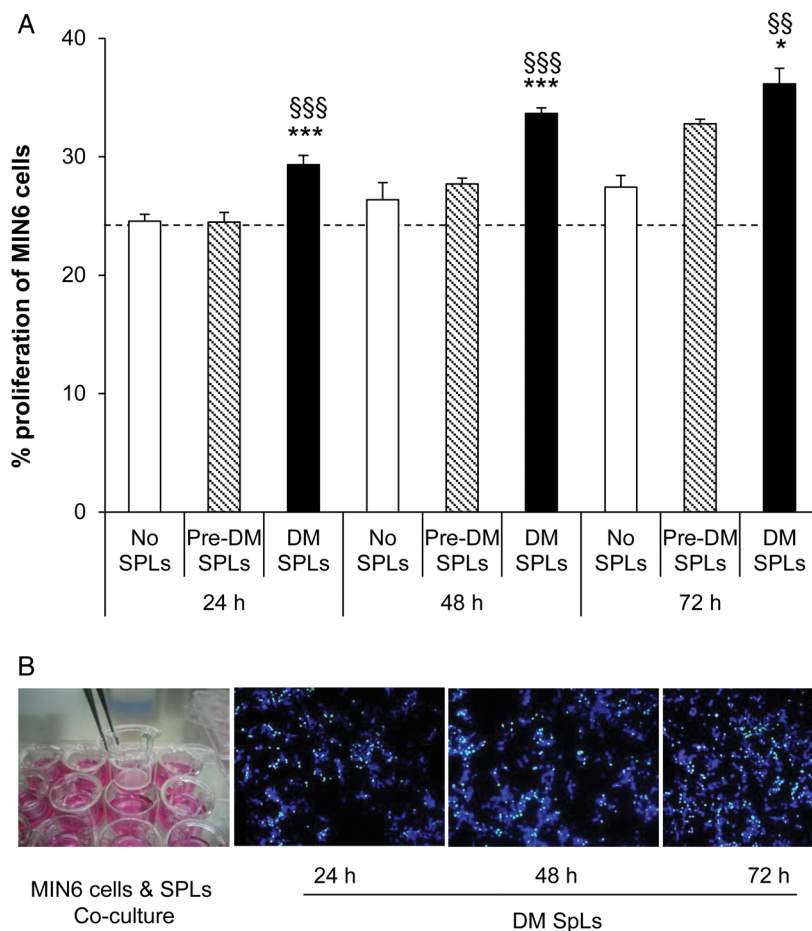 A
% proliferation of MIN6 cells
40
30
20
10
0
§§§
***
§§§
***
§§
*
No
SPLs
Pre-DM
SPLs
DM
SPLs
No
SPLs
Pre-DM
SPLs
DM
SPLs
No
SPLs
Pre-DM
SPLs
DM
SPLs
24 h
48 h
72 h
B
MIN6 cells & SPLs
Co-culture
24 h
48 h
72 h
DM SpLs